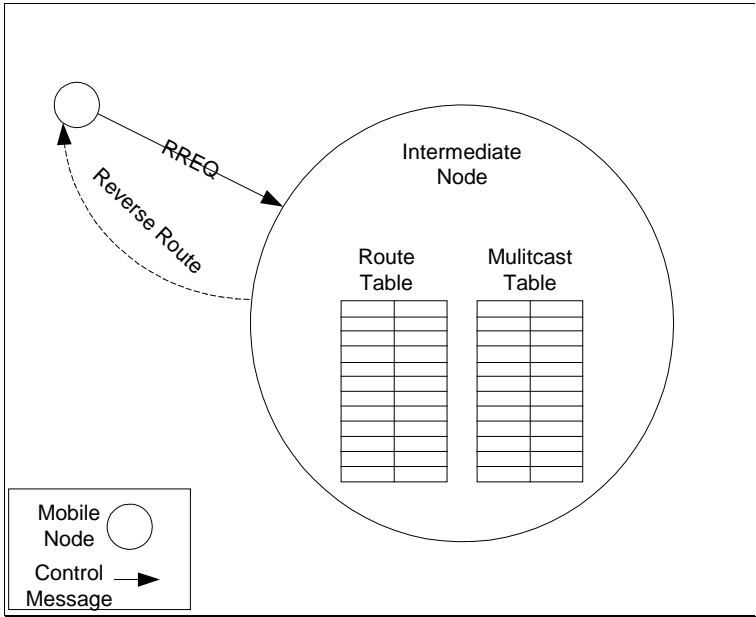 RREQ
Reverse Route
Intermediate
Node
Route
Table
Mulitcast
Table
Mobile
Node
Control
Message